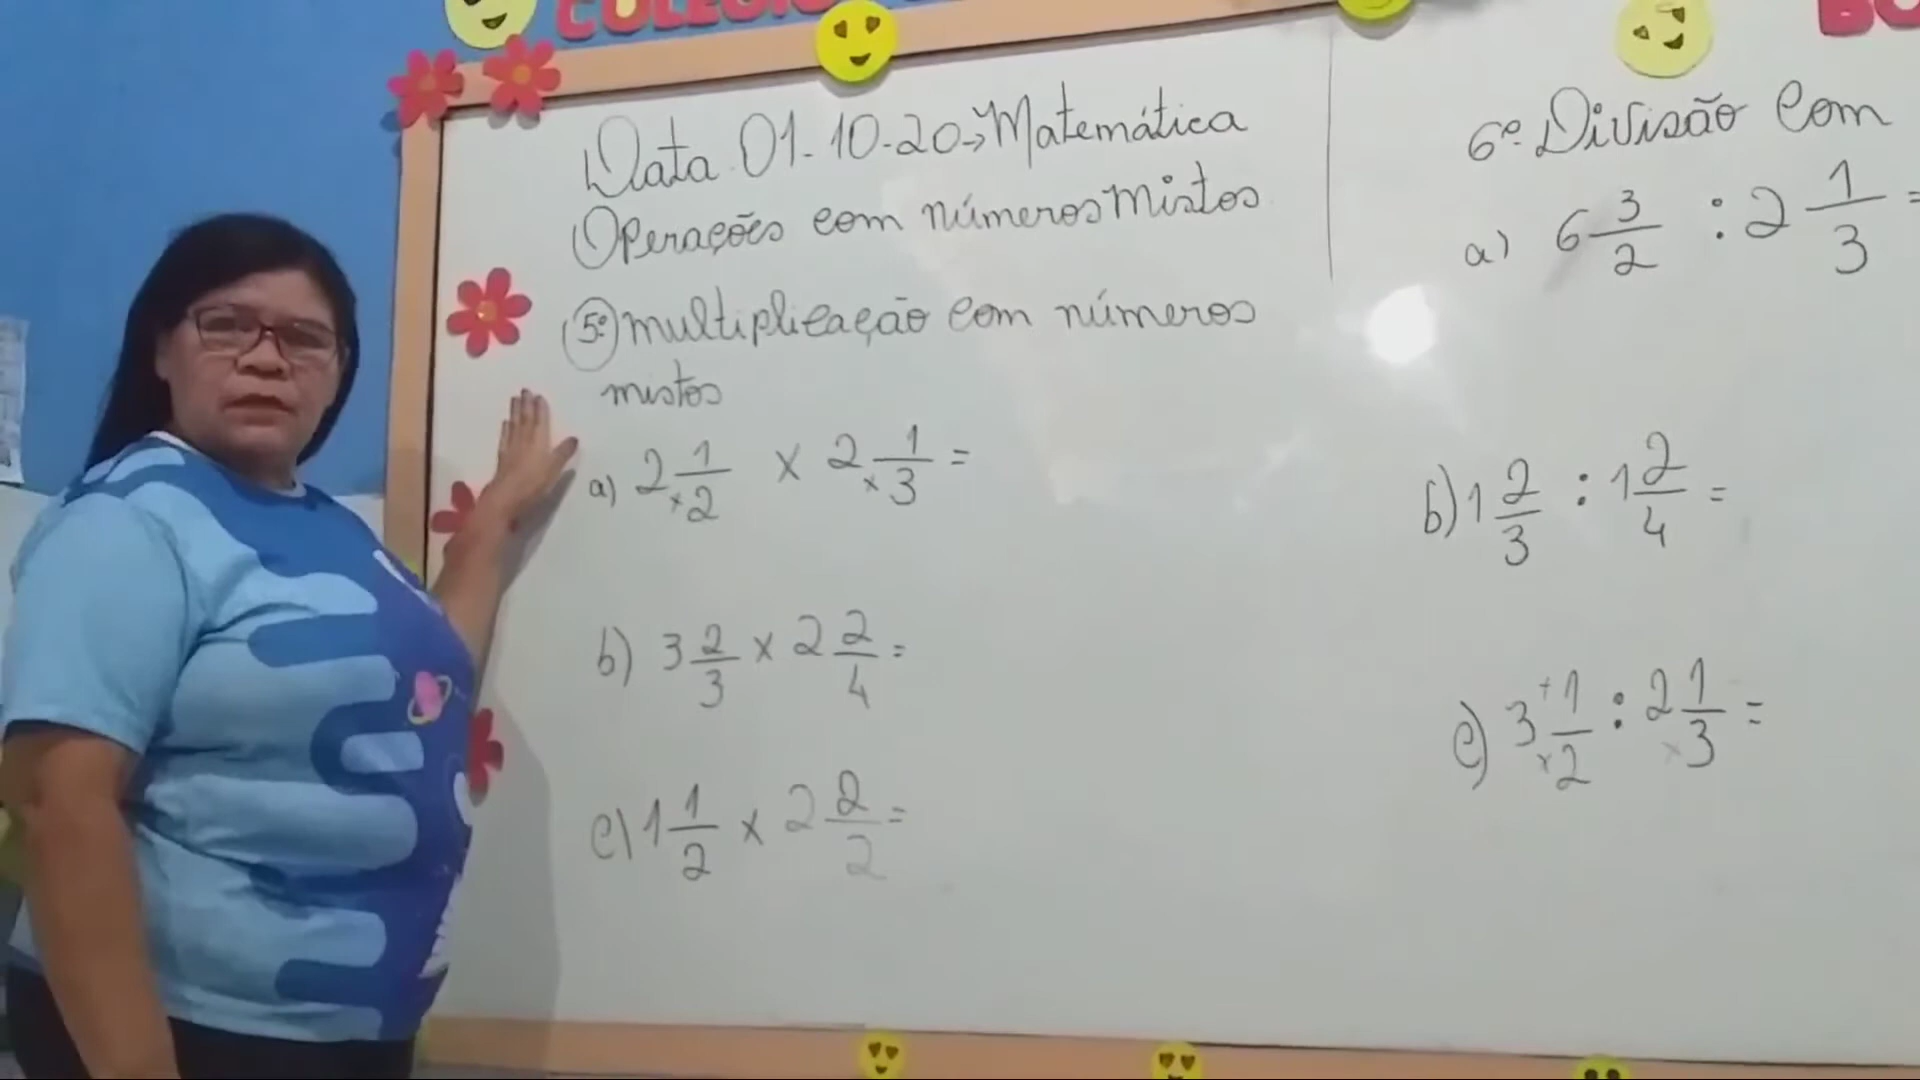 COLÉGIO
Data 01-10-20→Matemática
Operações com números Mistos
5º multiplicação com números
mistos
a) 2 1/2 x 2 1/3 =
b) 3 2/3 x 2 2/4 =
c) 1 1/2 x 2 2/2 =
6º Divisão com
a) 6 3/2 : 2 1/3 =
b) 1 2/3 : 1 2/4 =
c) 3 1/2 : 2 1/3 =